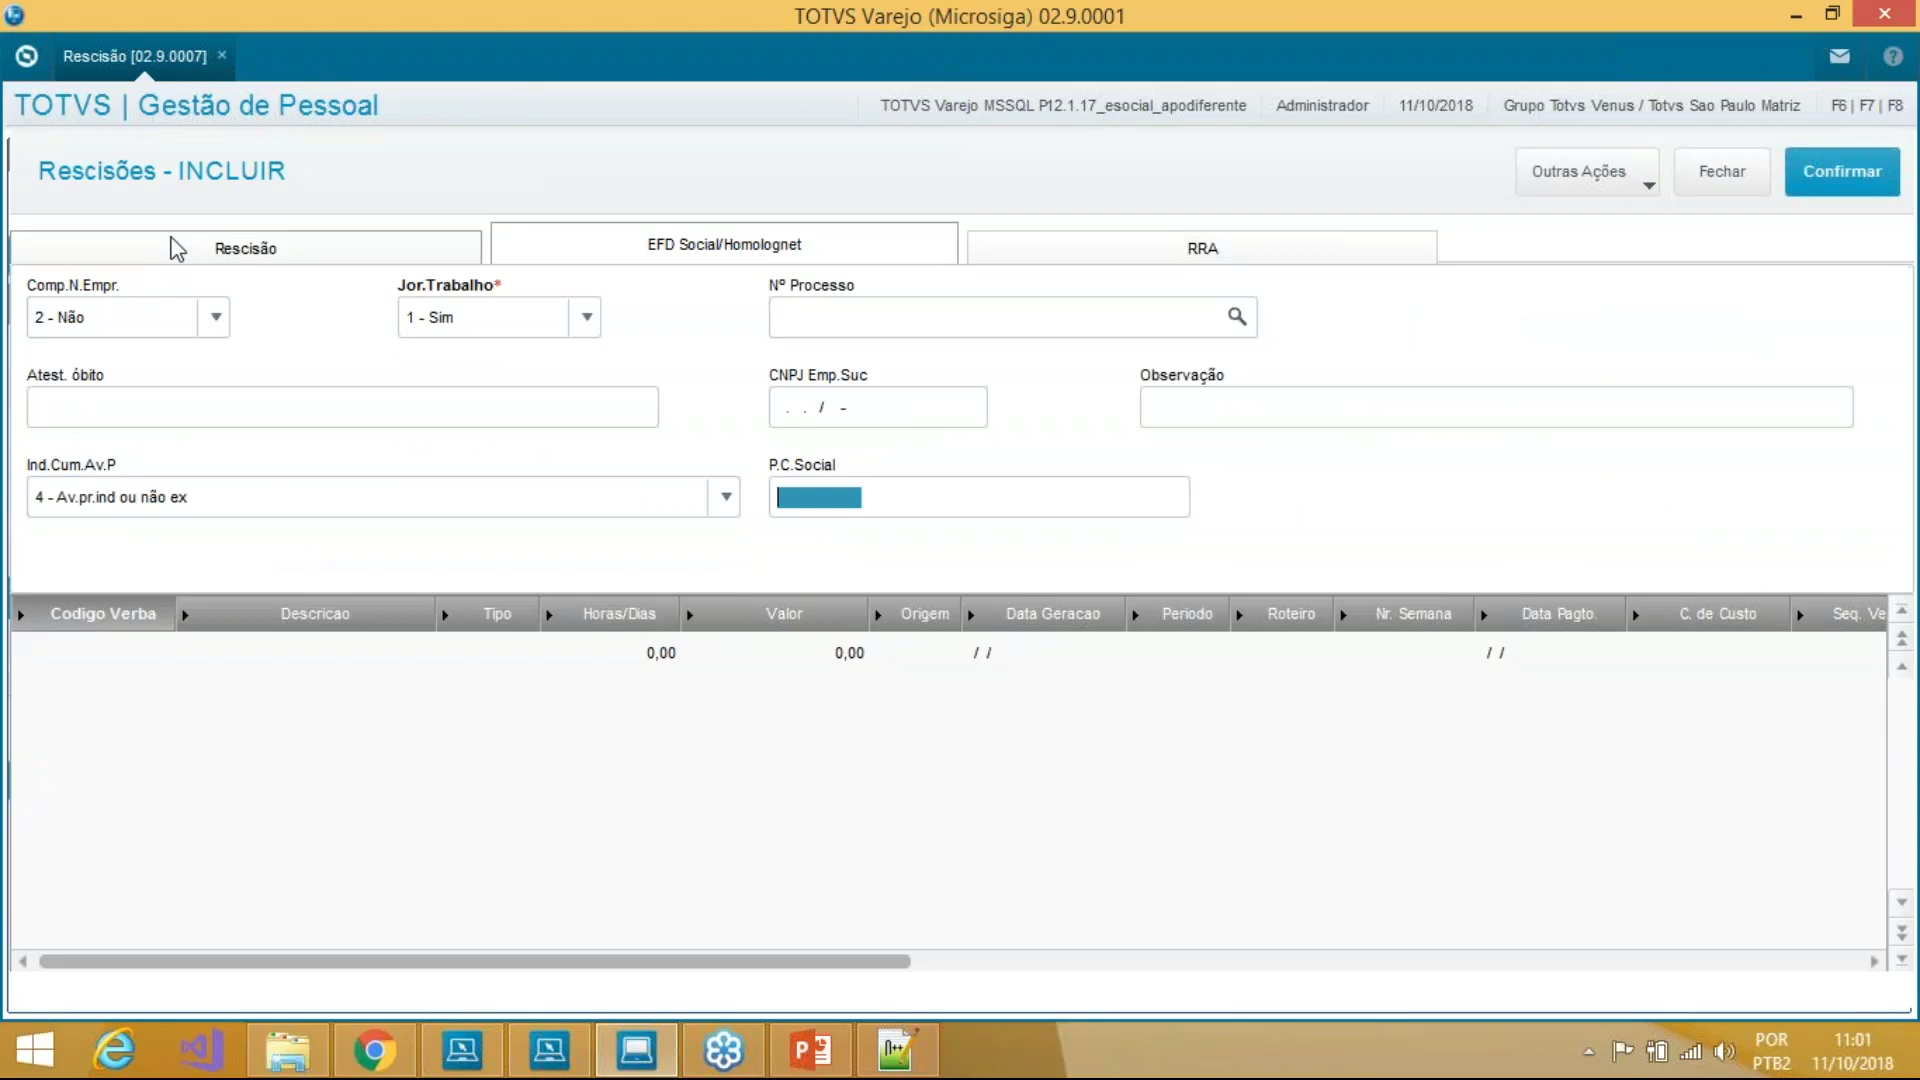 TOTVS Varejo (Microsiga) 02.9.0001
Rescisão [02.9.0007] ×
TOTVS | Gestão de Pessoal
TOTVS Varejo MSSQL P12.1.17_esocial_apodiferente
Administrador
11/10/2018
Grupo Totvs Venus / Totvs Sao Paulo Matriz
F6 | F7 | F8
Rescisões - INCLUIR
Outras Ações
Fechar
Confirmar
Rescisão
EFD Social/Homolognet
RRA
Comp.N.Empr.
Jor.Trabalho*
Nº Processo
2 - Não
1 - Sim
Atest. óbito
CNPJ Emp.Suc
Observação
. . / -
Ind.Cum.Av.P
P.C.Social
4 - Av.pr.ind ou não ex
Codigo Verba
Descricao
Tipo
Horas/Dias
Valor
Origem
Data Geracao
Periodo
Roteiro
Nr. Semana
Data Pagto.
C. de Custo
Seq. Ve
0,00
0,00
/ /
/ /
POR
11:01
PTB2
11/10/2018